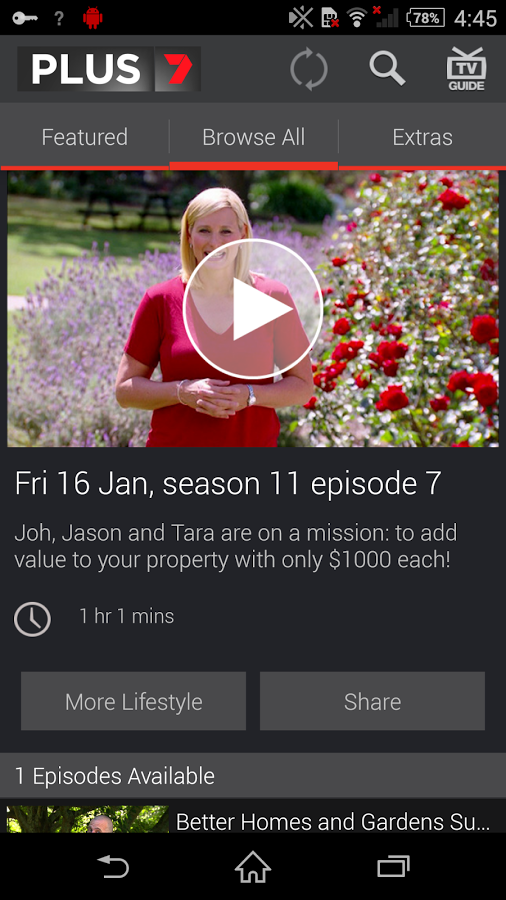 ?
78%
4:45
PLUS 7
TV
GUIDE
Featured
Browse All
Extras
Fri 16 Jan, season 11 episode 7
Joh, Jason and Tara are on a mission: to add
value to your property with only $1000 each!
1 hr 1 mins
More Lifestyle
Share
1 Episodes Available
Better Homes and Gardens Su...